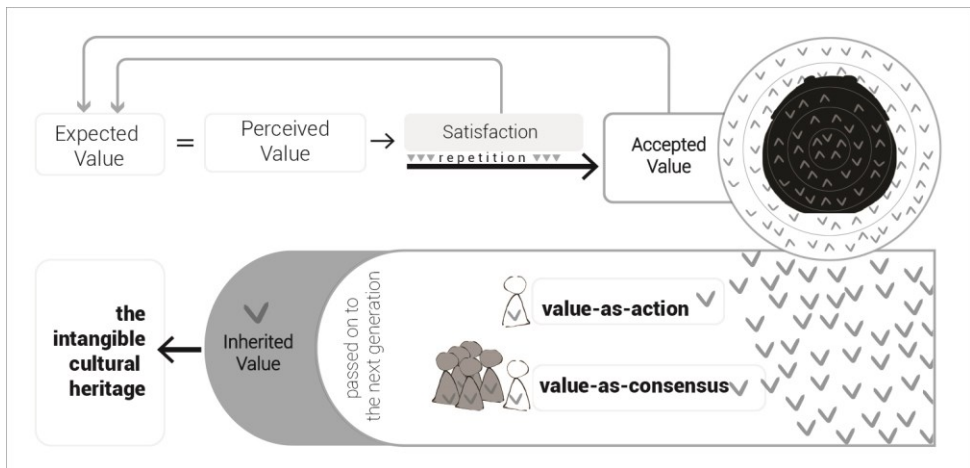 Expected
Value
=
Perceived
Value
Satisfaction
repetition
Accepted
Value
the
intangible
cultural
heritage
Inherited
Value
passed on to
the next generation
value-as-action
value-as-consensus